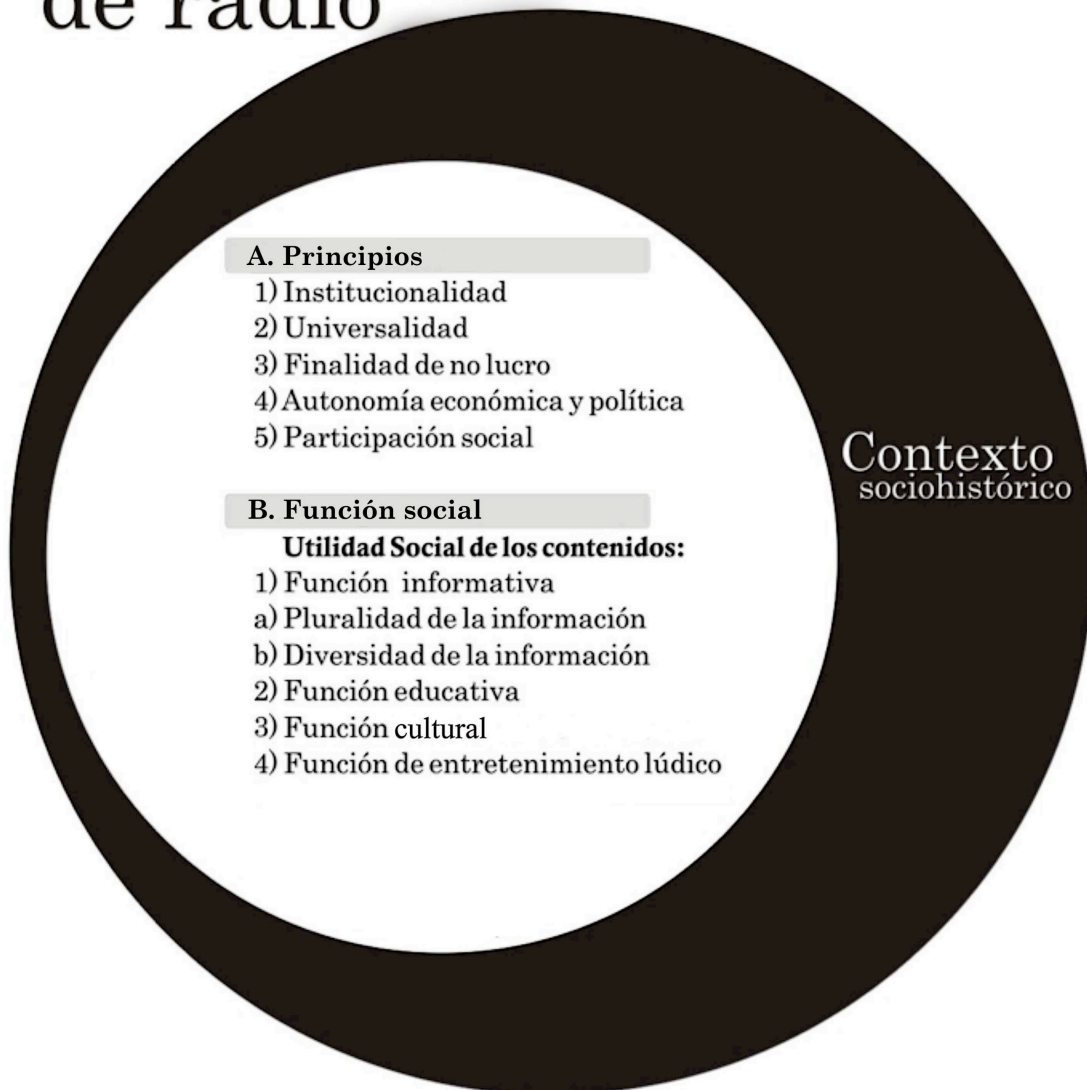 de radio
A. Principios
1) Institucionalidad
2) Universalidad
3) Finalidad de no lucro
4) Autonomía económica y política
5) Participación social
Contexto
sociohistórico
B. Función social
Utilidad Social de los contenidos:
1) Función informativa
a) Pluralidad de la información
b) Diversidad de la información
2) Función educativa
3) Función cultural
4) Función de entretenimiento lúdico